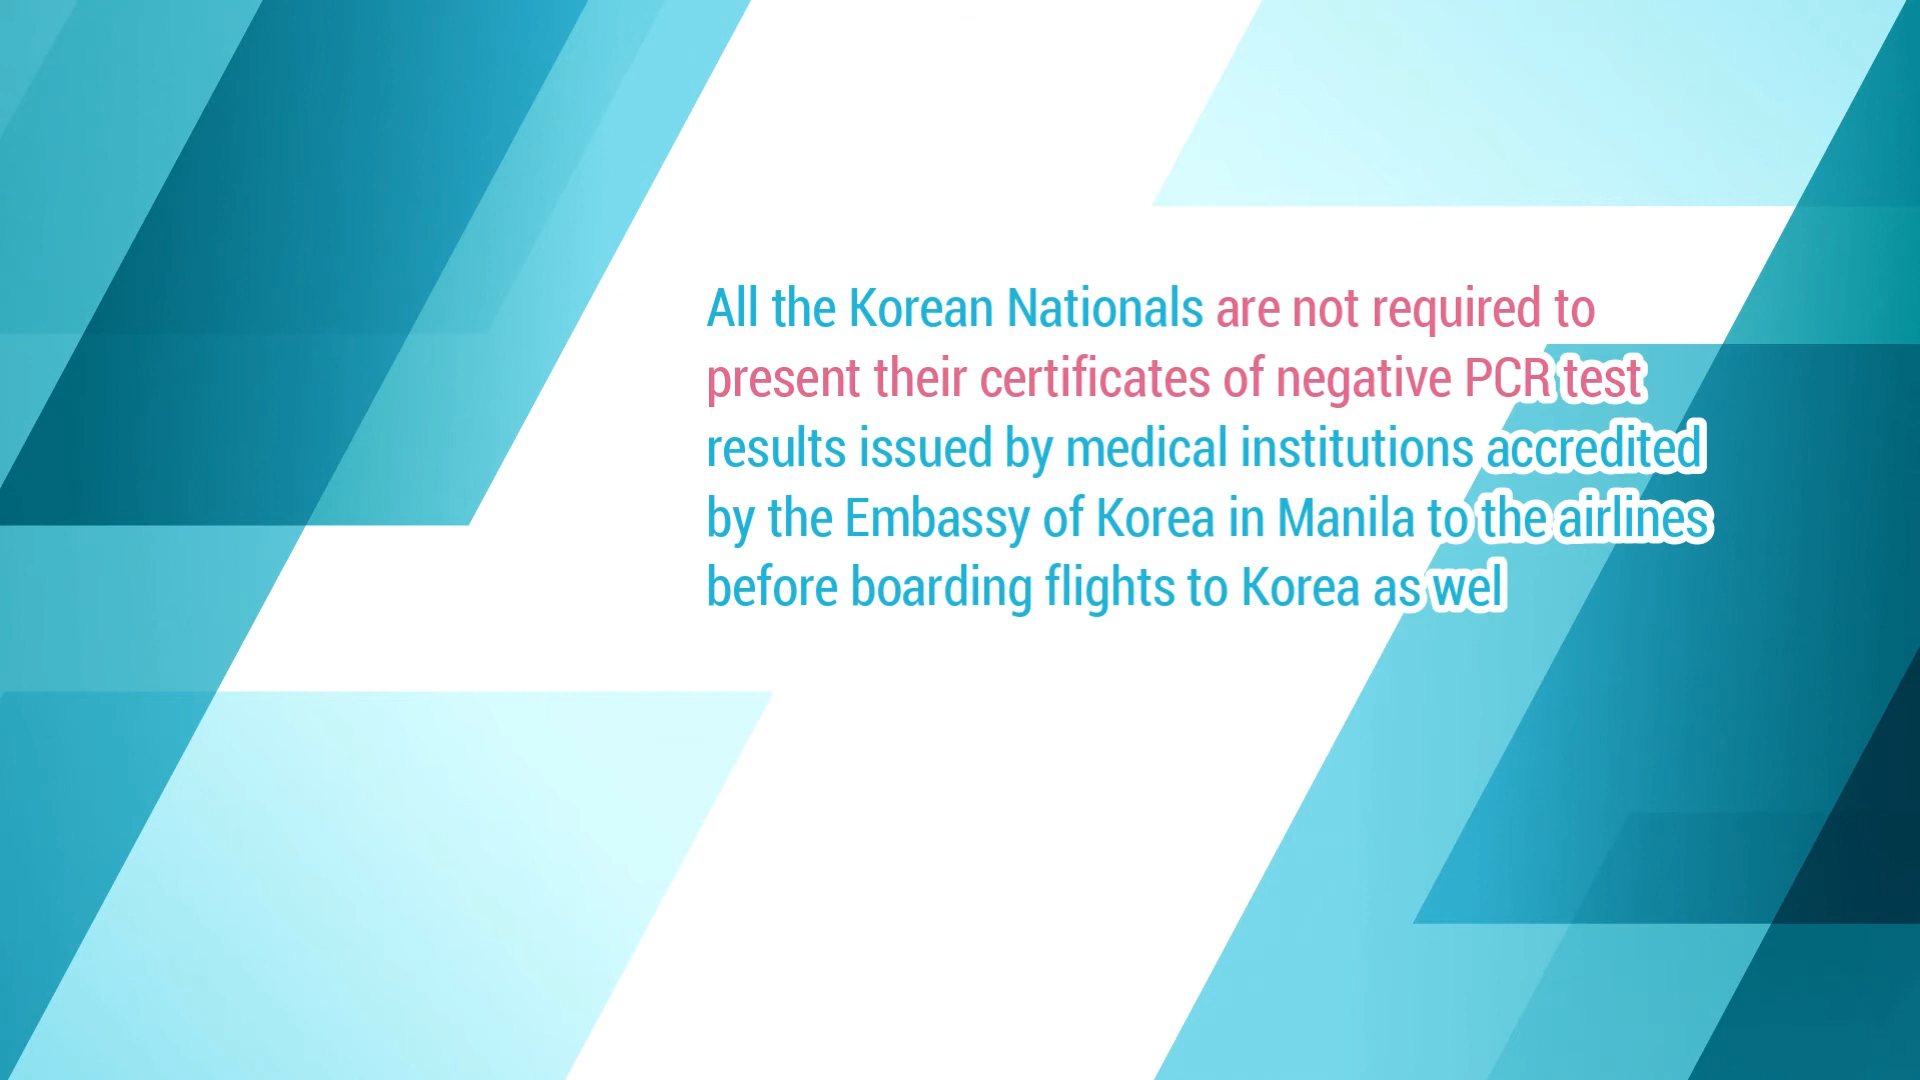 All the Korean Nationals are not required to
present their certificates of negative PCR test
results issued by medical institutions accredited
by the Embassy of Korea in Manila to the airlines
before boarding flights to Korea as wel